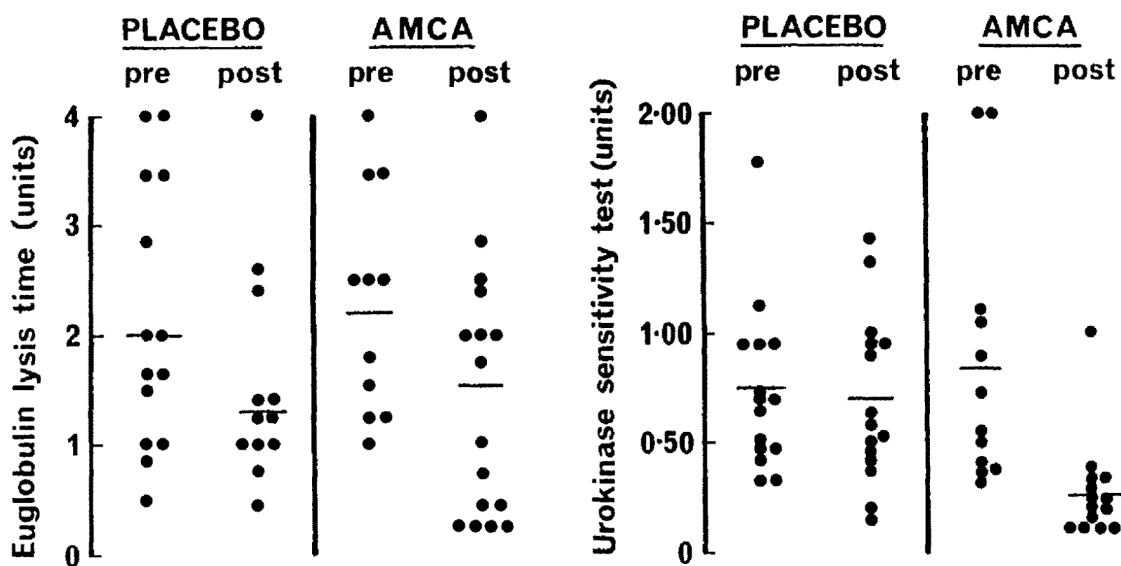 PLACEBO AMCA
pre post pre post
Euglobulin lysis time (units)
4
3
2
1
0
PLACEBO AMCA
pre post pre post
Urokinase sensitivity test (units)
2·00
1·50
1·00
0·50
0